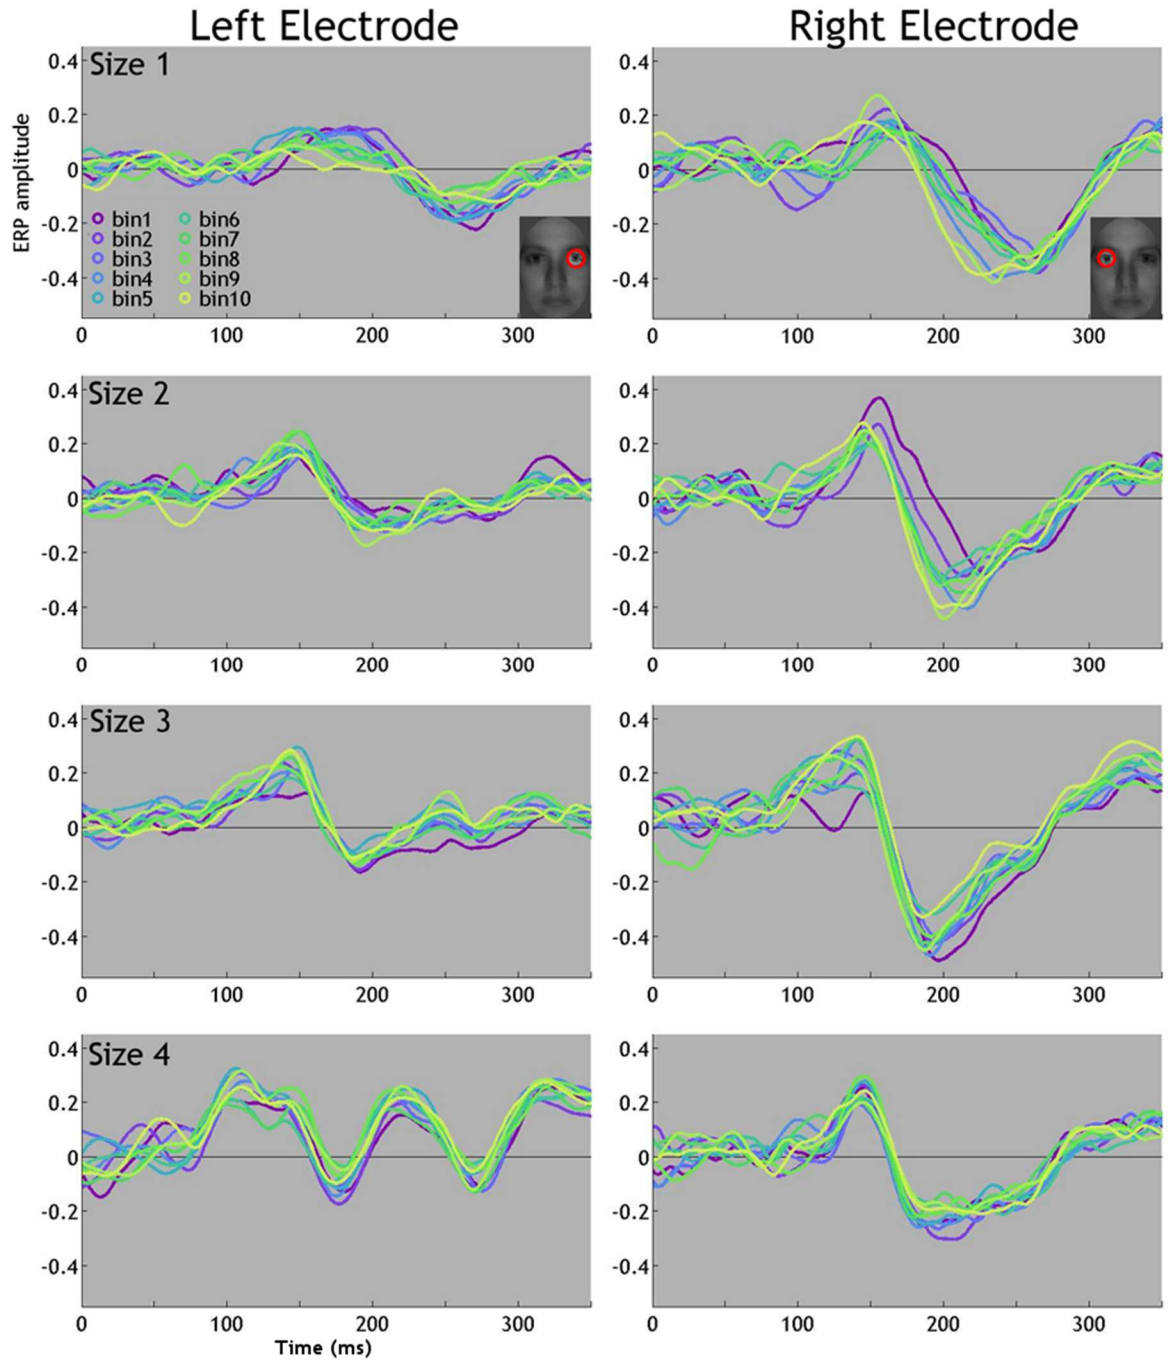 Left Electrode
Right Electrode
Size 1
ERP amplitude
0.4
0.2
0
-0.2
-0.4
bin1 bin6
bin2 bin7
bin3 bin8
bin4 bin9
bin5 bin10
0 100 200 300
0.4
0.2
0
-0.2
-0.4
0 100 200 300
Size 2
0.4
0.2
0
-0.2
-0.4
0 100 200 300
0.4
0.2
0
-0.2
-0.4
0 100 200 300
Size 3
0.4
0.2
0
-0.2
-0.4
0 100 200 300
0.4
0.2
0
-0.2
-0.4
0 100 200 300
Size 4
0.4
0.2
0
-0.2
-0.4
0 100 200 300
Time (ms)
0.4
0.2
0
-0.2
-0.4
0 100 200 300